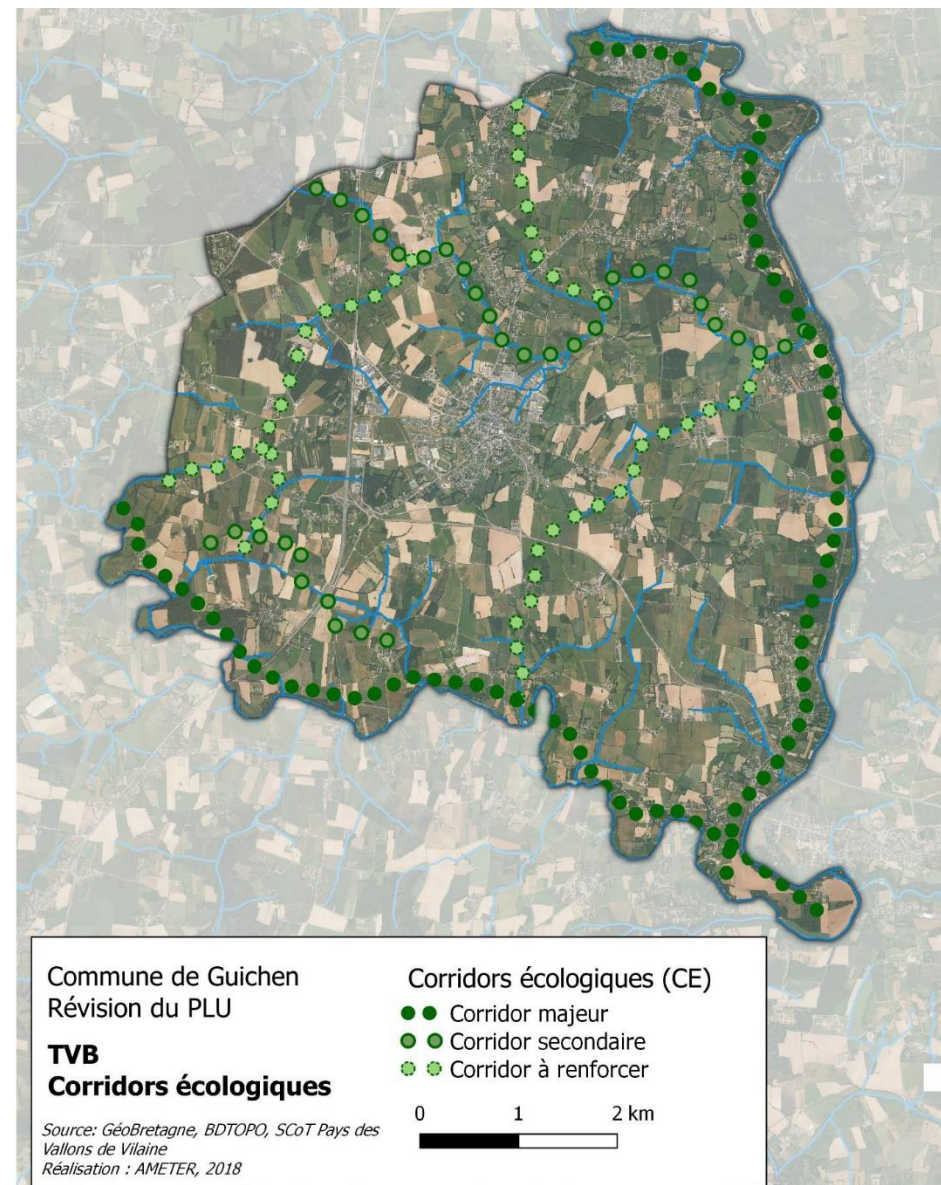 Commune de Guichen
Révision du PLU
TVB
Corridors écologiques
Source: GéoBretagne, BDTOPO, SCoT Pays des
Vallons de Vilaine
Réalisation : AMETER, 2018
Corridors écologiques (CE)
Corridor majeur
Corridor secondaire
Corridor à renforcer
0 1 2 km